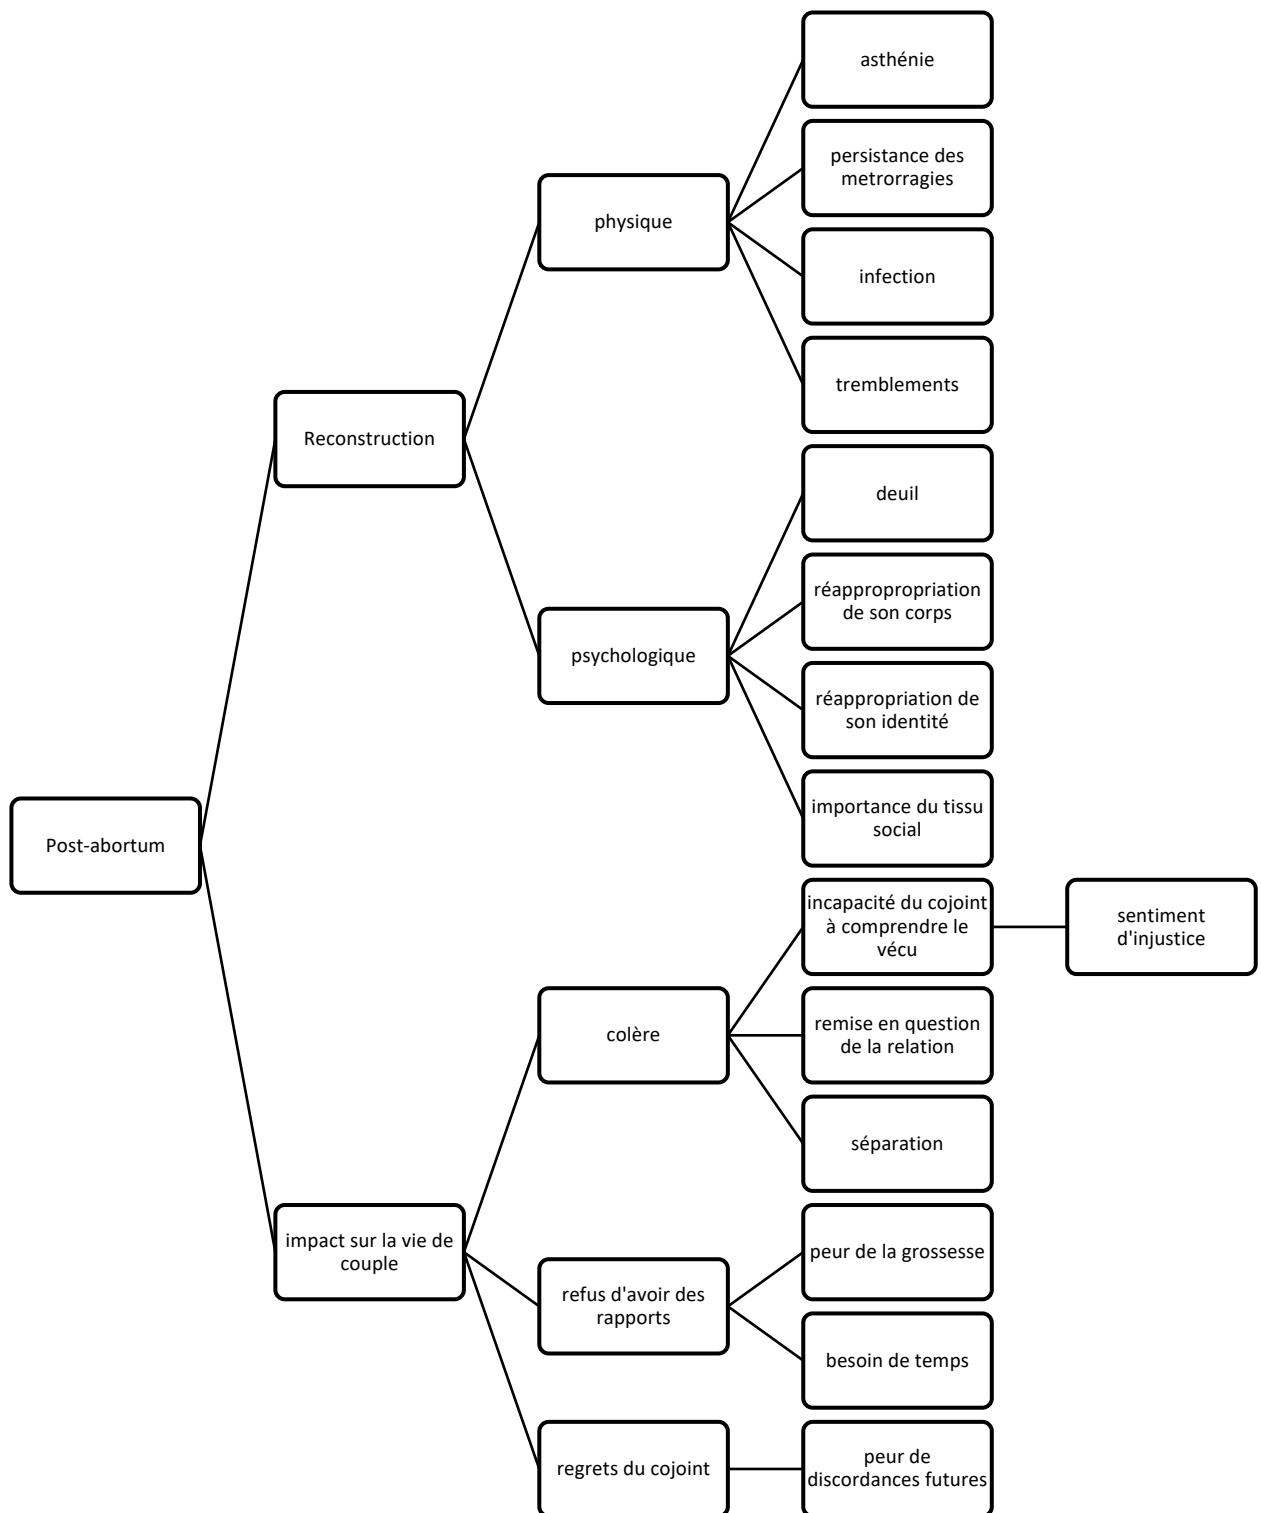 asthénie
persistance des
metrorragies
physique
infection
tremblements
Reconstruction
deuil
réappropropriation
de son corps
psychologique
réappropriation de
son identité
importance du tissu
social
Post-abortum
incapacité du cojoint
à comprendre le
vécu
sentiment
d'injustice
colère
remise en question
de la relation
séparation
impact sur la vie de
couple
peur de la grossesse
refus d'avoir des
rapports
besoin de temps
regrets du cojoint
peur de
discordances futures